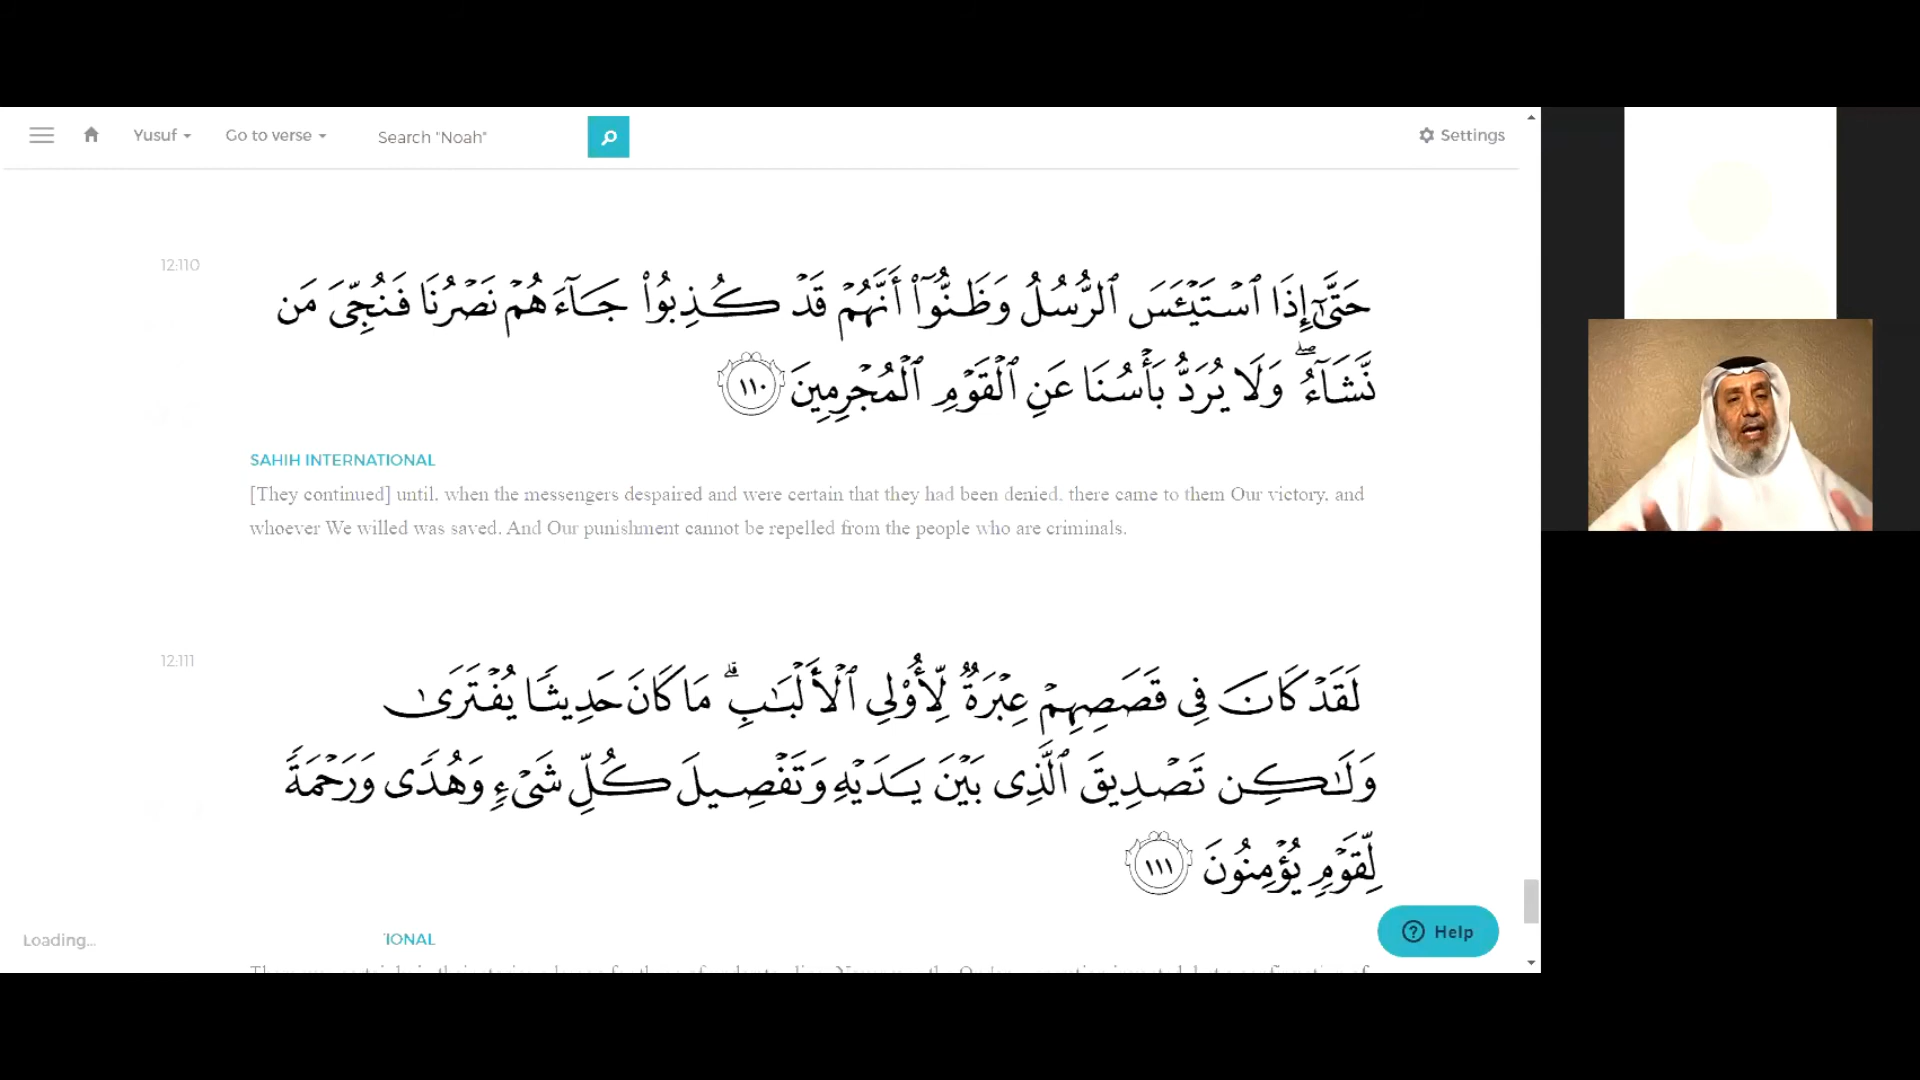 Yusuf
Go to verse
Search "Noah"
Settings
12:110
حَتَّىٰٓ إِذَا ٱسْتَيْـَٔسَ ٱلرُّسُلُ وَظَنُّوٓا۟ أَنَّهُمْ قَدْ كُذِبُوا۟ جَآءَهُمْ نَصْرُنَا فَنُجِّىَ مَن
نَّشَآءُ ۖ وَلَا يُرَدُّ بَأْسُنَا عَنِ ٱلْقَوْمِ ٱلْمُجْرِمِينَ ١١٠
SAHIH INTERNATIONAL
[They continued] until, when the messengers despaired and were certain that they had been denied, there came to them Our victory, and
whoever We willed was saved. And Our punishment cannot be repelled from the people who are criminals.
12:111
لَقَدْ كَانَ فِى قَصَصِهِمْ عِبْرَةٌ لِّأُو۟لِى ٱلْأَلْبَـٰبِ ۗ مَا كَانَ حَدِيثًا يُفْتَرَىٰ
وَلَـٰكِن تَصْدِيقَ ٱلَّذِى بَيْنَ يَدَيْهِ وَتَفْصِيلَ كُلِّ شَىْءٍ وَهُدًى وَرَحْمَةً
لِّقَوْمٍ يُؤْمِنُونَ ١١١
Help
Loading...
IONAL